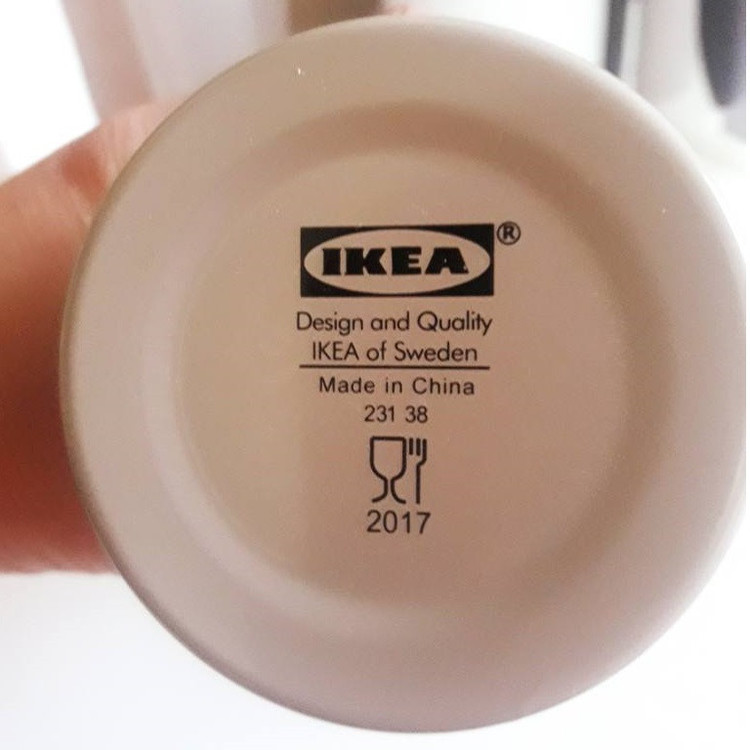 IKEA®
Design and Quality
IKEA of Sweden
Made in China
231 38
2017